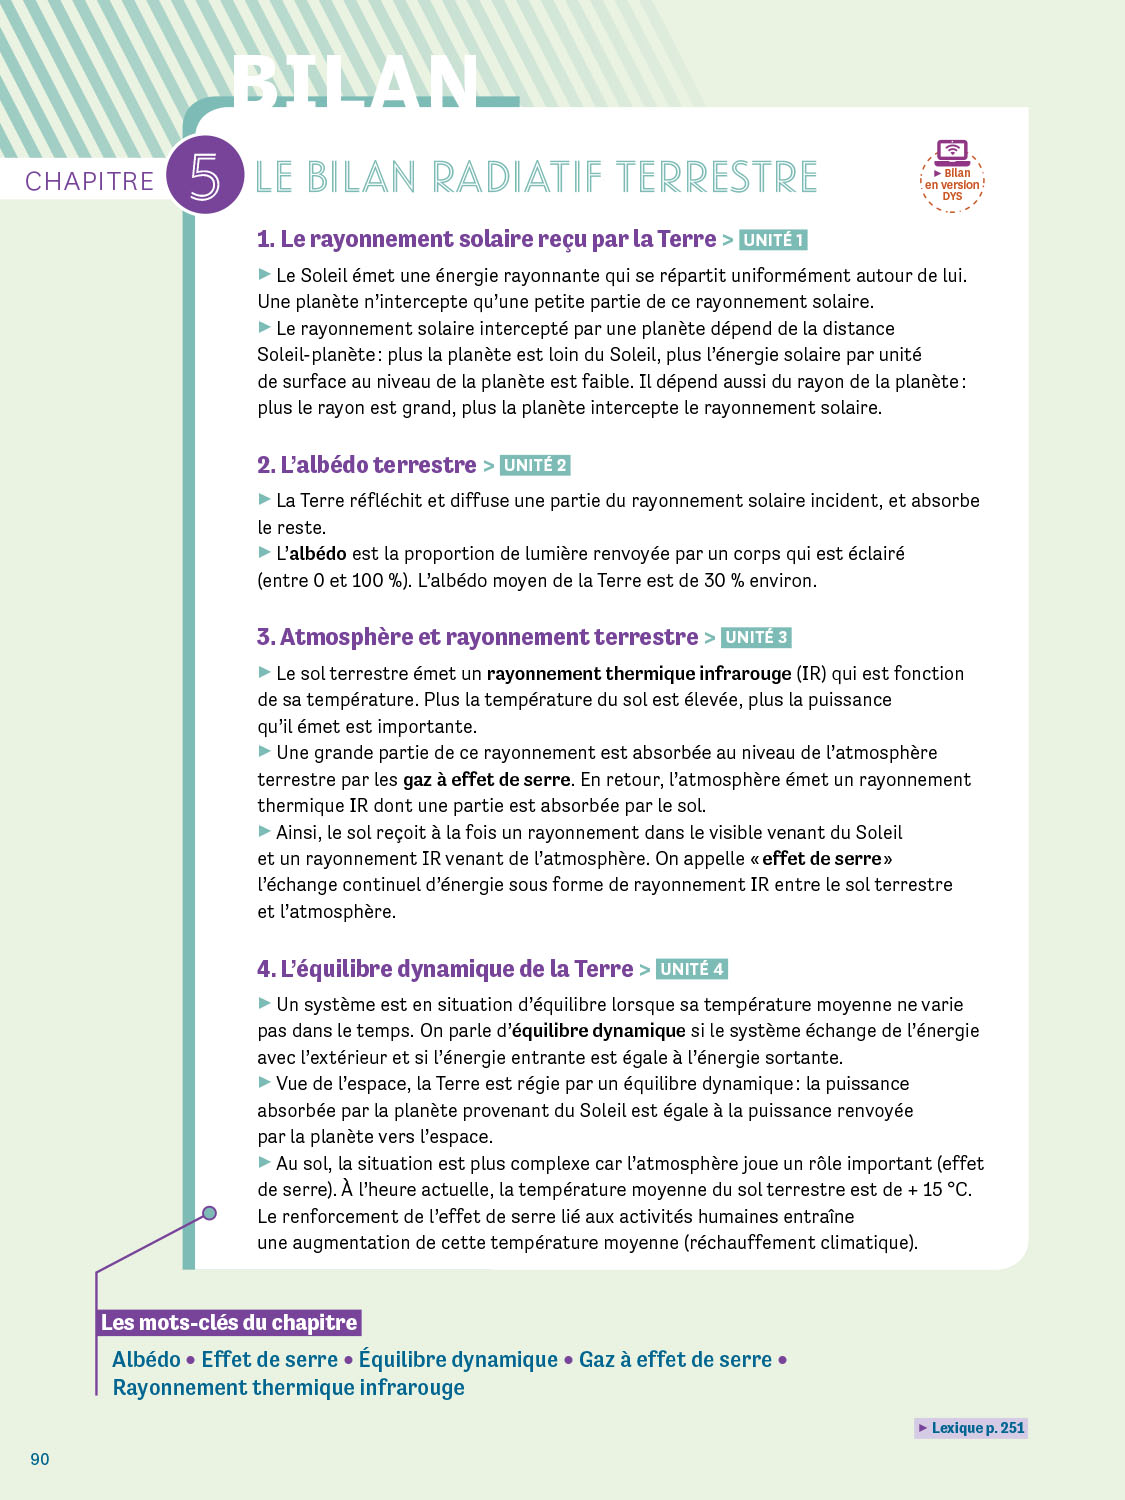 BILAN
CHAPITRE 5 LE BILAN RADIATIF TERRESTRE
▶ Bilan
en version
DYS
1. Le rayonnement solaire reçu par la Terre > UNITÉ 1
▶ Le Soleil émet une énergie rayonnante qui se répartit uniformément autour de lui.
Une planète n’intercepte qu’une petite partie de ce rayonnement solaire.
▶ Le rayonnement solaire intercepté par une planète dépend de la distance
Soleil-planète : plus la planète est loin du Soleil, plus l’énergie solaire par unité
de surface au niveau de la planète est faible. Il dépend aussi du rayon de la planète :
plus le rayon est grand, plus la planète intercepte le rayonnement solaire.
2. L’albédo terrestre > UNITÉ 2
▶ La Terre réfléchit et diffuse une partie du rayonnement solaire incident, et absorbe
le reste.
▶ L’albédo est la proportion de lumière renvoyée par un corps qui est éclairé
(entre 0 et 100 %). L’albédo moyen de la Terre est de 30 % environ.
3. Atmosphère et rayonnement terrestre > UNITÉ 3
▶ Le sol terrestre émet un rayonnement thermique infrarouge (IR) qui est fonction
de sa température. Plus la température du sol est élevée, plus la puissance
qu’il émet est importante.
▶ Une grande partie de ce rayonnement est absorbée au niveau de l’atmosphère
terrestre par les gaz à effet de serre. En retour, l’atmosphère émet un rayonnement
thermique IR dont une partie est absorbée par le sol.
▶ Ainsi, le sol reçoit à la fois un rayonnement dans le visible venant du Soleil
et un rayonnement IR venant de l’atmosphère. On appelle « effet de serre »
l’échange continuel d’énergie sous forme de rayonnement IR entre le sol terrestre
et l’atmosphère.
4. L’équilibre dynamique de la Terre > UNITÉ 4
▶ Un système est en situation d’équilibre lorsque sa température moyenne ne varie
pas dans le temps. On parle d’équilibre dynamique si le système échange de l’énergie
avec l’extérieur et si l’énergie entrante est égale à l’énergie sortante.
▶ Vue de l’espace, la Terre est régie par un équilibre dynamique : la puissance
absorbée par la planète provenant du Soleil est égale à la puissance renvoyée
par la planète vers l’espace.
▶ Au sol, la situation est plus complexe car l’atmosphère joue un rôle important (effet
de serre). À l’heure actuelle, la température moyenne du sol terrestre est de + 15 °C.
Le renforcement de l’effet de serre lié aux activités humaines entraîne
une augmentation de cette température moyenne (réchauffement climatique).
Les mots-clés du chapitre
Albédo • Effet de serre • Équilibre dynamique • Gaz à effet de serre •
Rayonnement thermique infrarouge
▶ Lexique p. 251
90